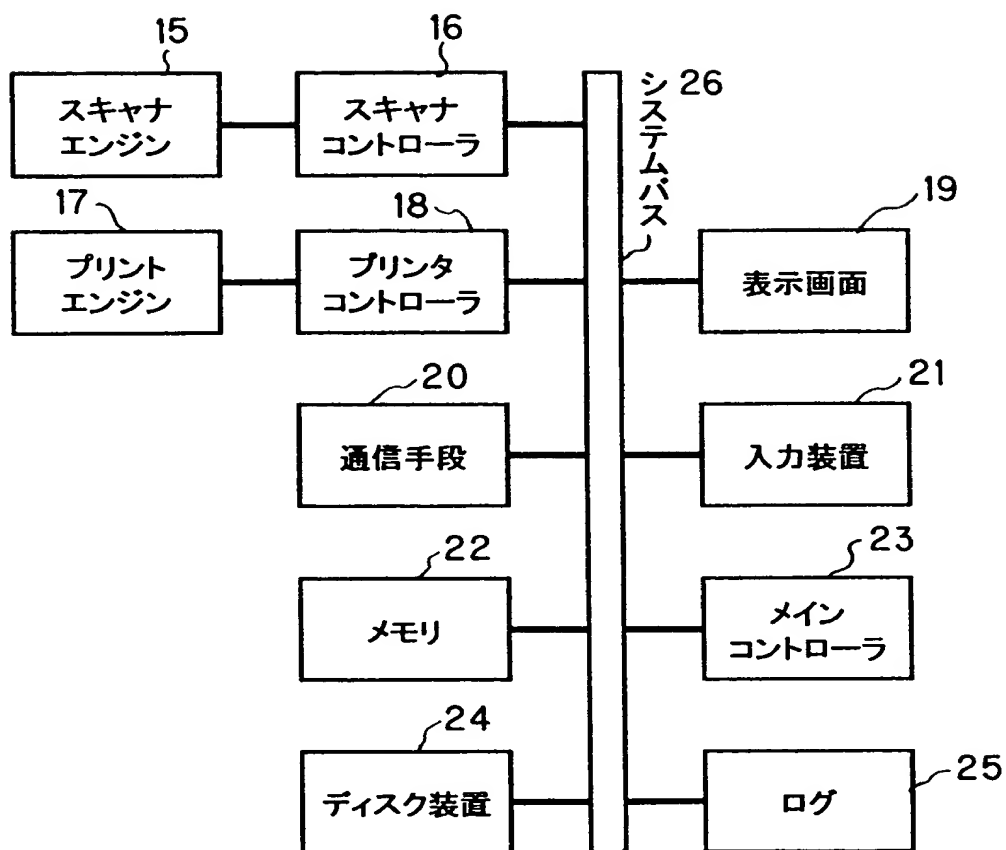 15
スキャナ
エンジン
16
スキャナ
コントローラ
システムバス
26
17
プリント
エンジン
18
プリンタ
コントローラ
19
表示画面
20
通信手段
21
入力装置
22
メモリ
23
メイン
コントローラ
24
ディスク装置
25
ログ